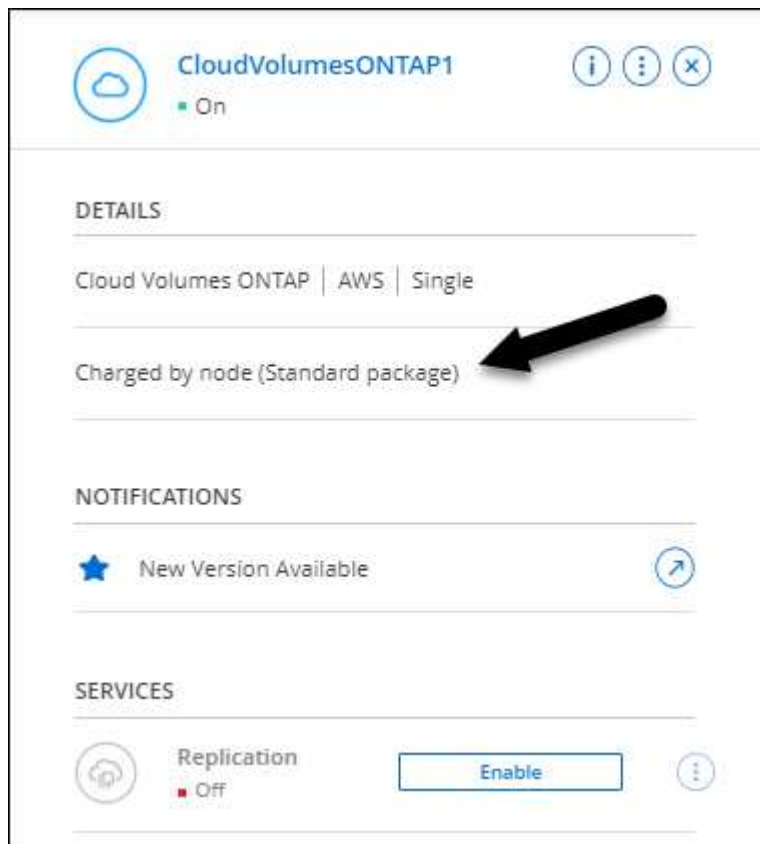 CloudVolumesONTAP1
On
DETAILS
Cloud Volumes ONTAP | AWS | Single
Charged by node (Standard package)
NOTIFICATIONS
New Version Available
SERVICES
Replication
Enable
Off